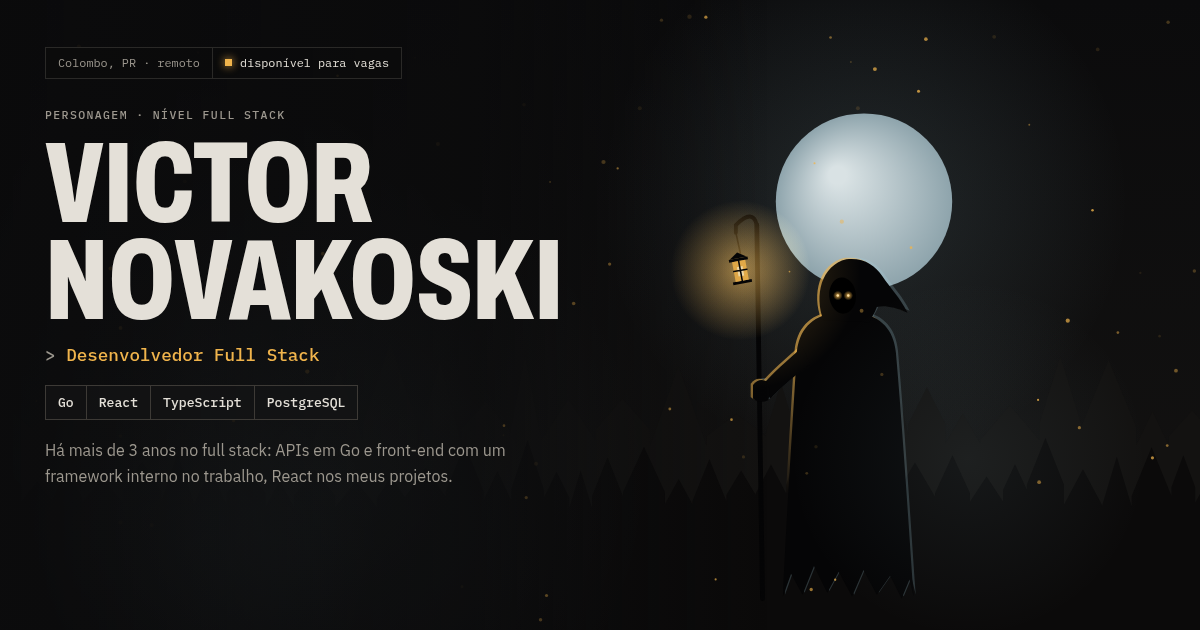 Colombo, PR · remoto
disponível para vagas
PERSONAGEM · NÍVEL FULL STACK
VICTOR
NOVAKOSKI
> Desenvolvedor Full Stack
Go React TypeScript PostgreSQL
Há mais de 3 anos no full stack: APIs em Go e front-end com um
framework interno no trabalho, React nos meus projetos.